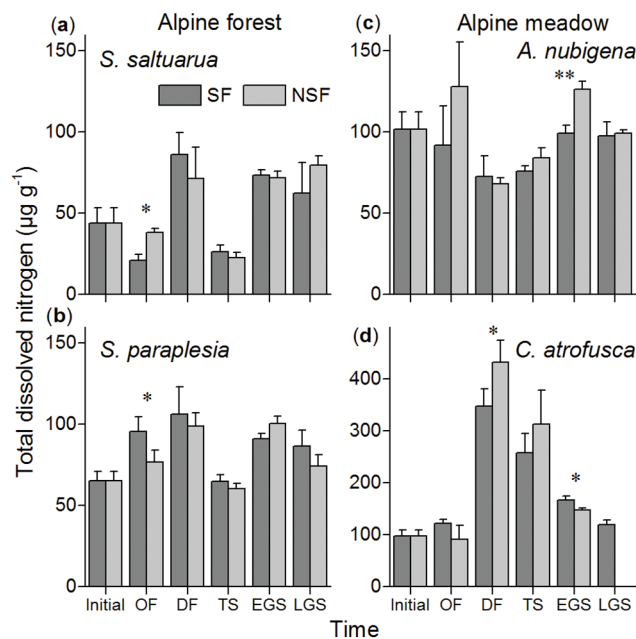 Alpine forest
Alpine meadow
(a)
S. saltuarua
SF
NSF
*
150
100
50
0
(c)
A. nubigena
**
150
100
50
0
(b)
S. paraplesia
*
150
100
50
0
(d)
C. atrofusca
*
*
400
300
200
100
0
Initial OF DF TS EGS LGS
Initial OF DF TS EGS LGS
Time
Total dissolved nitrogen (µg g-1)